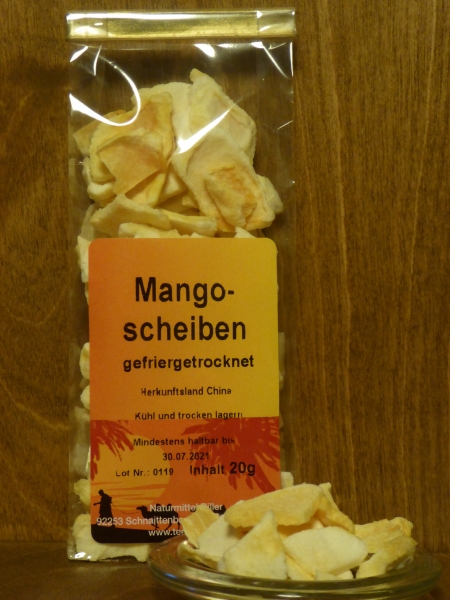 Mango-
scheiben
gefriergetrocknet
Herkunftsland China
Kühl und trocken lagern
Mindestens haltbar bis
30.07.2021
Lot Nr.: 0119 Inhalt 20g
92253